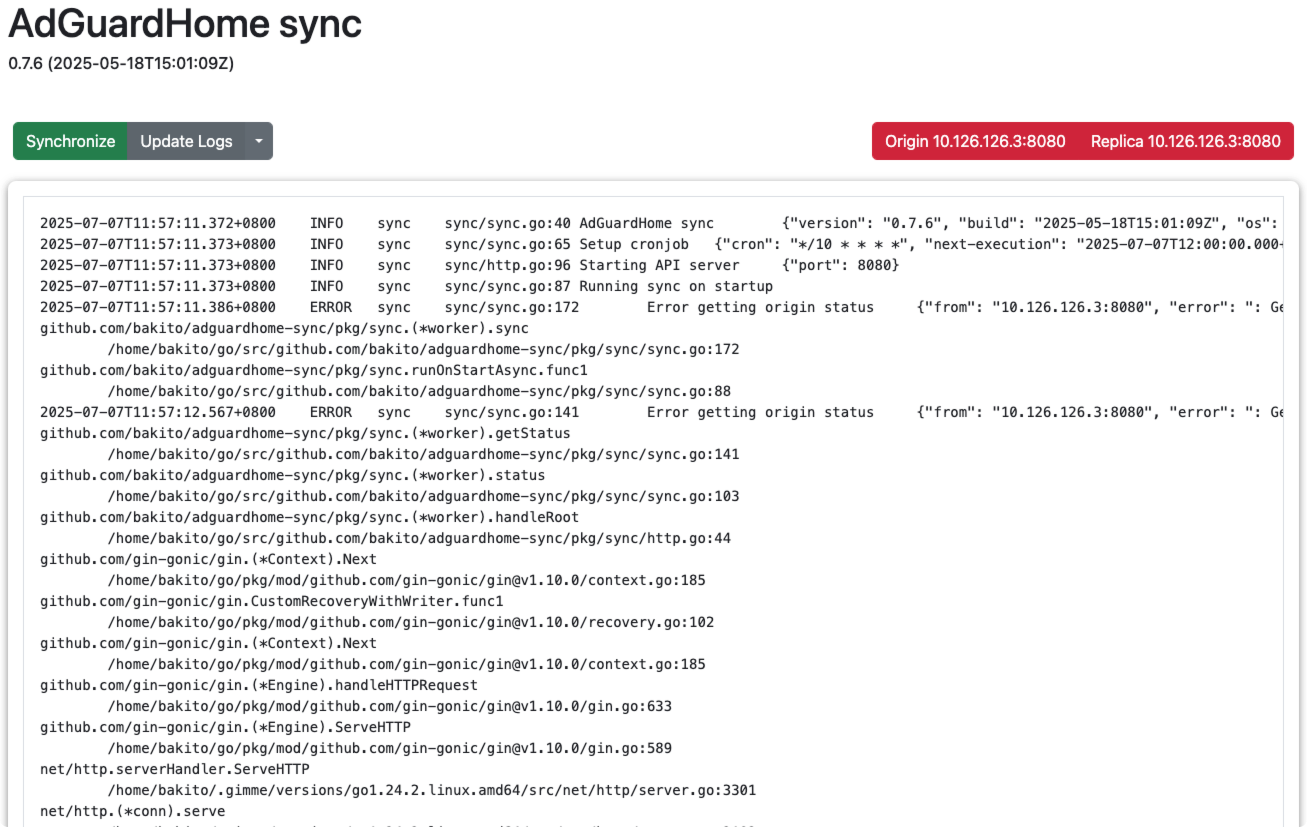 AdGuardHome sync
0.7.6 (2025-05-18T15:01:09Z)
Synchronize Update Logs Origin 10.126.126.3:8080 Replica 10.126.126.3:8080
2025-07-07T11:57:11.372+0800 INFO sync sync/sync.go:40 AdGuardHome sync {"version": "0.7.6", "build": "2025-05-18T15:01:09Z", "os":
2025-07-07T11:57:11.373+0800 INFO sync sync/sync.go:65 Setup cronjob {"cron": "*/10 * * * *", "next-execution": "2025-07-07T12:00:00.000+
2025-07-07T11:57:11.373+0800 INFO sync sync/http.go:96 Starting API server {"port": 8080}
2025-07-07T11:57:11.373+0800 INFO sync sync/sync.go:87 Running sync on startup
2025-07-07T11:57:11.386+0800 ERROR sync sync/sync.go:172 Error getting origin status {"from": "10.126.126.3:8080", "error": ": Ge
github.com/bakito/adguardhome-sync/pkg/sync.(*worker).sync
/home/bakito/go/src/github.com/bakito/adguardhome-sync/pkg/sync/sync.go:172
github.com/bakito/adguardhome-sync/pkg/sync.runOnStartAsync.func1
/home/bakito/go/src/github.com/bakito/adguardhome-sync/pkg/sync/sync.go:88
2025-07-07T11:57:12.567+0800 ERROR sync sync/sync.go:141 Error getting origin status {"from": "10.126.126.3:8080", "error": ": Ge
github.com/bakito/adguardhome-sync/pkg/sync.(*worker).getStatus
/home/bakito/go/src/github.com/bakito/adguardhome-sync/pkg/sync/sync.go:141
github.com/bakito/adguardhome-sync/pkg/sync.(*worker).status
/home/bakito/go/src/github.com/bakito/adguardhome-sync/pkg/sync/sync.go:103
github.com/bakito/adguardhome-sync/pkg/sync.(*worker).handleRoot
/home/bakito/go/src/github.com/bakito/adguardhome-sync/pkg/sync/http.go:44
github.com/gin-gonic/gin.(*Context).Next
/home/bakito/go/pkg/mod/github.com/gin-gonic/gin@v1.10.0/context.go:185
github.com/gin-gonic/gin.CustomRecoveryWithWriter.func1
/home/bakito/go/pkg/mod/github.com/gin-gonic/gin@v1.10.0/recovery.go:102
github.com/gin-gonic/gin.(*Context).Next
/home/bakito/go/pkg/mod/github.com/gin-gonic/gin@v1.10.0/context.go:185
github.com/gin-gonic/gin.(*Engine).handleHTTPRequest
/home/bakito/go/pkg/mod/github.com/gin-gonic/gin@v1.10.0/gin.go:633
github.com/gin-gonic/gin.(*Engine).ServeHTTP
/home/bakito/go/pkg/mod/github.com/gin-gonic/gin@v1.10.0/gin.go:589
net/http.serverHandler.ServeHTTP
/home/bakito/.gimme/versions/go1.24.2.linux.amd64/src/net/http/server.go:3301
net/http.(*conn).serve